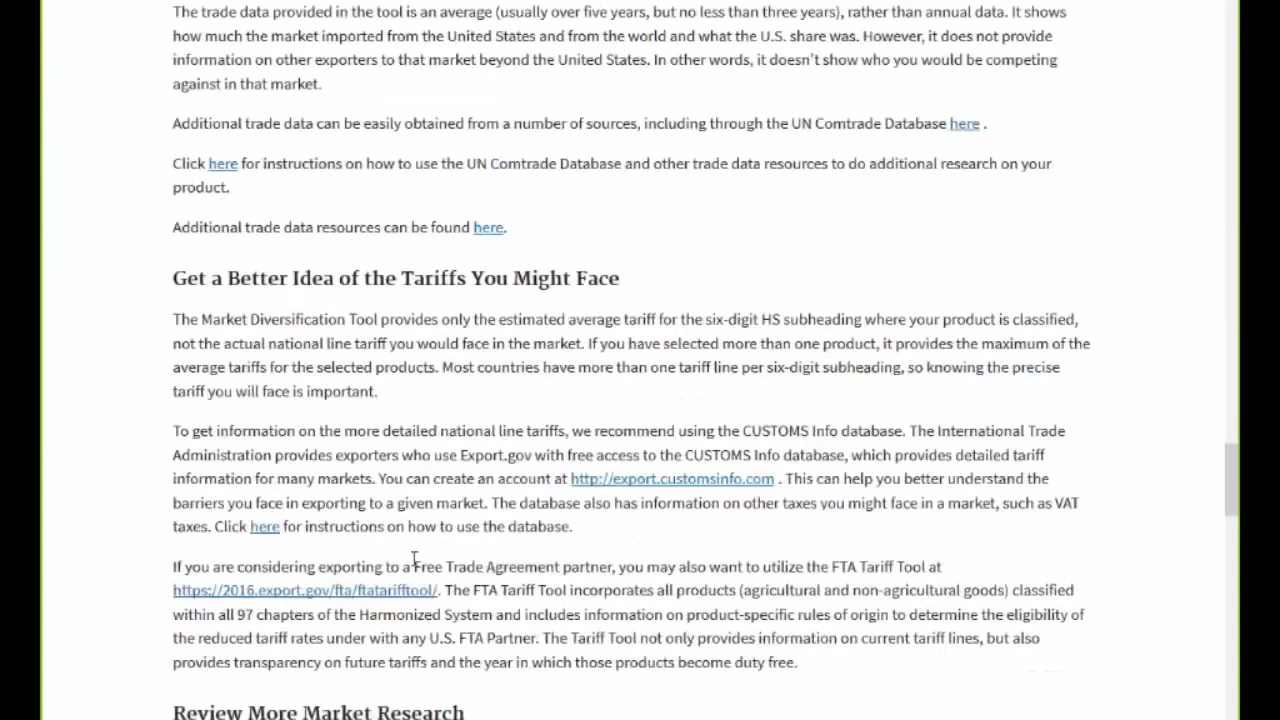 The trade data provided in the tool is an average (usually over five years, but no less than three years), rather than annual data. It shows
how much the market imported from the United States and from the world and what the U.S. share was. However, it does not provide
information on other exporters to that market beyond the United States. In other words, it doesn't show who you would be competing
against in that market.
Additional trade data can be easily obtained from a number of sources, including through the UN Comtrade Database here .
Click here for instructions on how to use the UN Comtrade Database and other trade data resources to do additional research on your
product.
Additional trade data resources can be found here.
Get a Better Idea of the Tariffs You Might Face
The Market Diversification Tool provides only the estimated average tariff for the six-digit HS subheading where your product is classified,
not the actual national line tariff you would face in the market. If you have selected more than one product, it provides the maximum of the
average tariffs for the selected products. Most countries have more than one tariff line per six-digit subheading, so knowing the precise
tariff you will face is important.
To get information on the more detailed national line tariffs, we recommend using the CUSTOMS Info database. The International Trade
Administration provides exporters who use Export.gov with free access to the CUSTOMS Info database, which provides detailed tariff
information for many markets. You can create an account at http://export.customsinfo.com . This can help you better understand the
barriers you face in exporting to a given market. The database also has information on other taxes you might face in a market, such as VAT
taxes. Click here for instructions on how to use the database.
If you are considering exporting to a Free Trade Agreement partner, you may also want to utilize the FTA Tariff Tool at
https://2016.export.gov/fta/ftatarifftool/. The FTA Tariff Tool incorporates all products (agricultural and non-agricultural goods) classified
within all 97 chapters of the Harmonized System and includes information on product-specific rules of origin to determine the eligibility of
the reduced tariff rates under with any U.S. FTA Partner. The Tariff Tool not only provides information on current tariff lines, but also
provides transparency on future tariffs and the year in which those products become duty free.
Review More Market Research